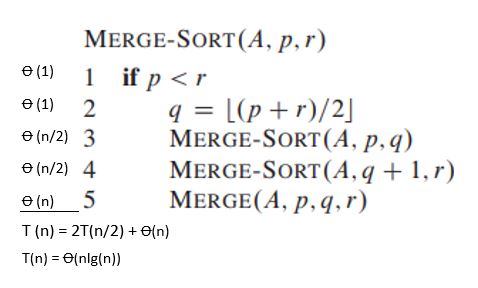 MERGE-SORT(A, p, r)
Θ (1) 1 if p < r
Θ (1) 2 q = ⌊(p + r)/2⌋
Θ (n/2) 3 MERGE-SORT(A, p, q)
Θ (n/2) 4 MERGE-SORT(A, q + 1, r)
Θ (n) 5 MERGE(A, p, q, r)
T (n) = 2T(n/2) + Θ(n)
T(n) = Θ(nlg(n))